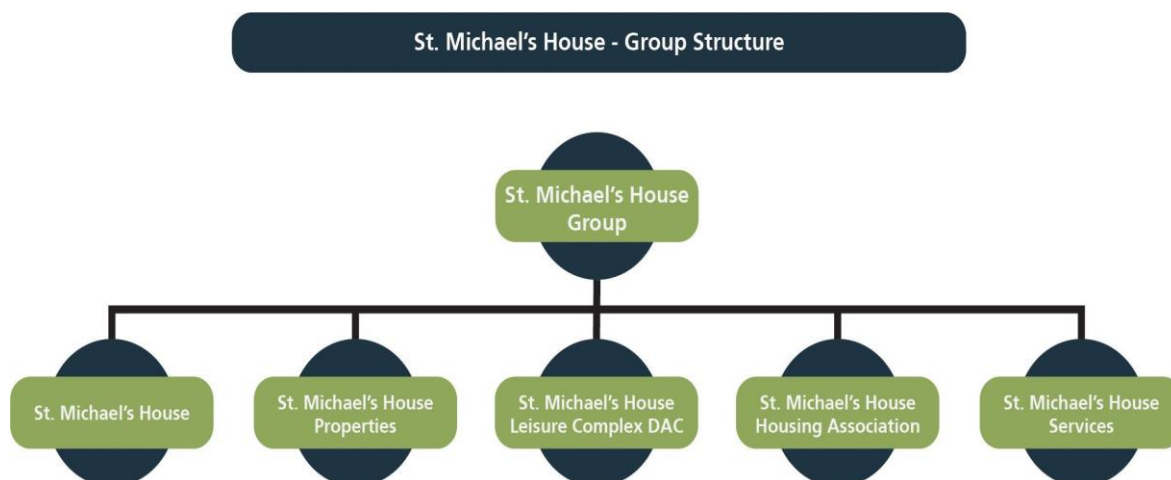 St. Michael's House - Group Structure
St. Michael's House
Group
St. Michael's House
St. Michael's House
Properties
St. Michael's House
Leisure Complex DAC
St. Michael's House
Housing Association
St. Michael's House
Services